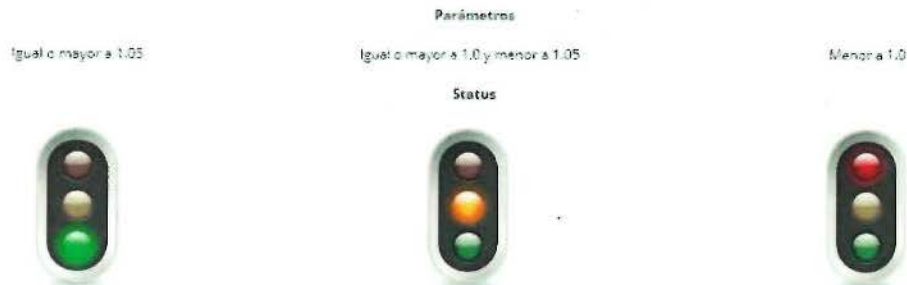 Parámetros
Igual o mayor a 1.05
Igual o mayor a 1.0 y menor a 1.05
Menor a 1.0
Status